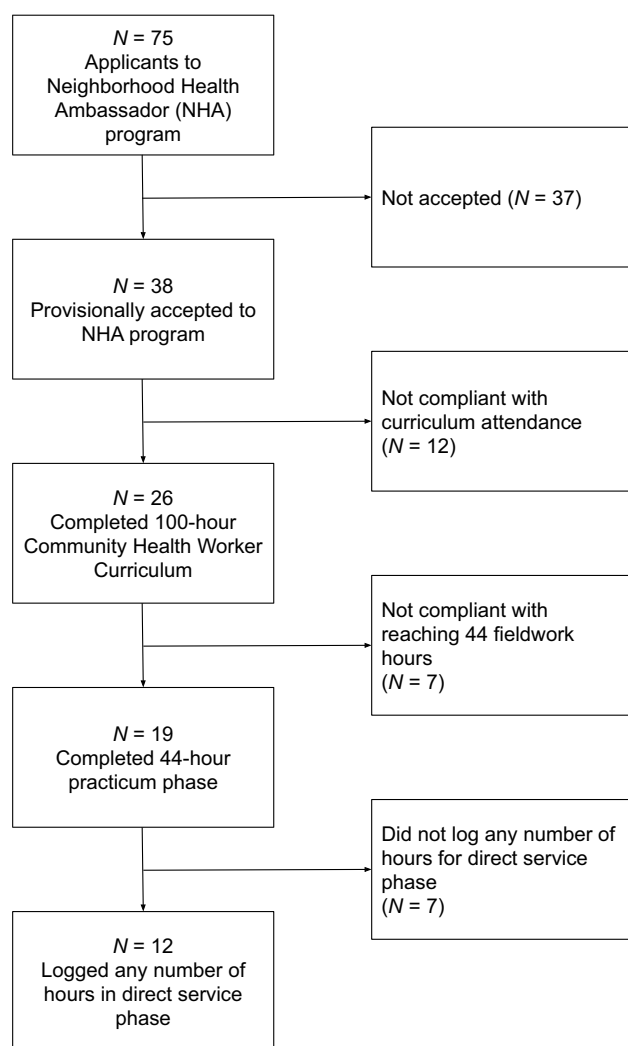 N = 75
Applicants to
Neighborhood Health
Ambassador (NHA)
program
Not accepted (N = 37)
N = 38
Provisionally accepted to
NHA program
Not compliant with
curriculum attendance
(N = 12)
N = 26
Completed 100-hour
Community Health Worker
Curriculum
Not compliant with
reaching 44 fieldwork
hours
(N = 7)
N = 19
Completed 44-hour
practicum phase
Did not log any number of
hours for direct service
phase
(N = 7)
N = 12
Logged any number of
hours in direct service
phase